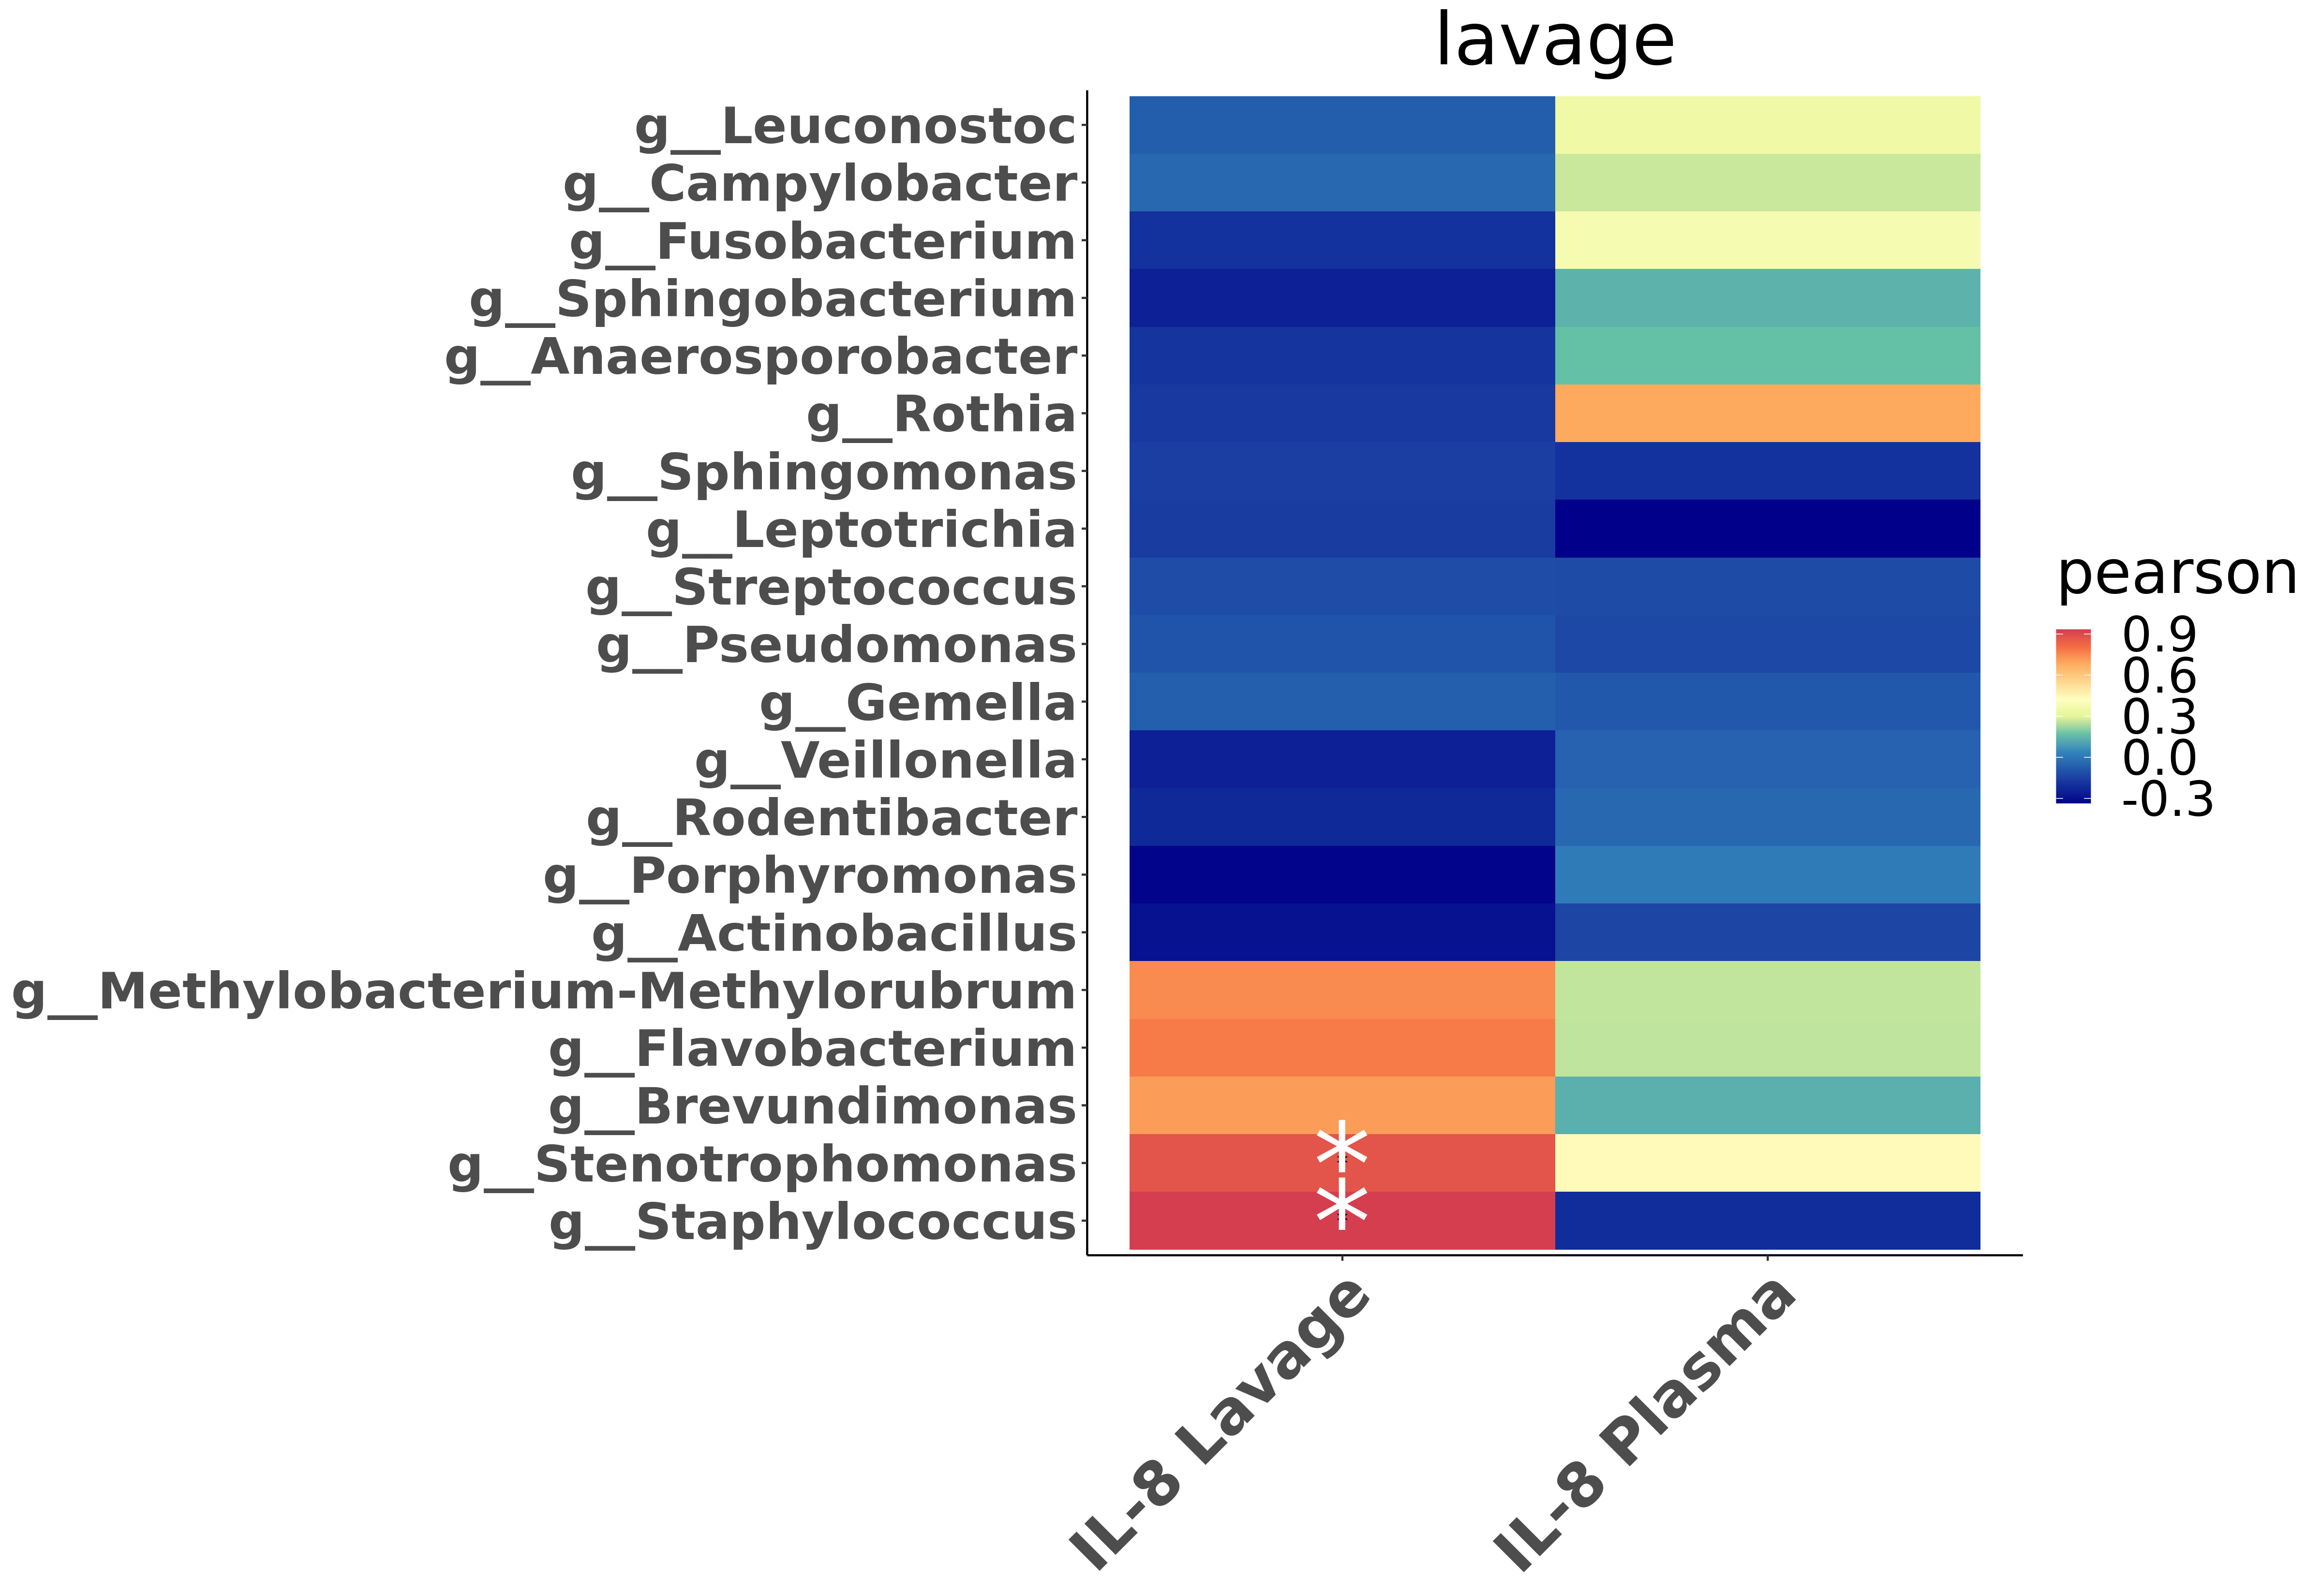 lavage
g__Leuconostoc
g__Campylobacter
g__Fusobacterium
g__Sphingobacterium
g__Anaerosporobacter
g__Rothia
g__Sphingomonas
g__Leptotrichia
g__Streptococcus
g__Pseudomonas
g__Gemella
g__Veillonella
g__Rodentibacter
g__Porphyromonas
g__Actinobacillus
g__Methylobacterium-Methylorubrum
g__Flavobacterium
g__Brevundimonas
g__Stenotrophomonas
g__Staphylococcus
*
*
IL-8 Lavage
IL-8 Plasma
pearson
0.9
0.6
0.3
0.0
-0.3